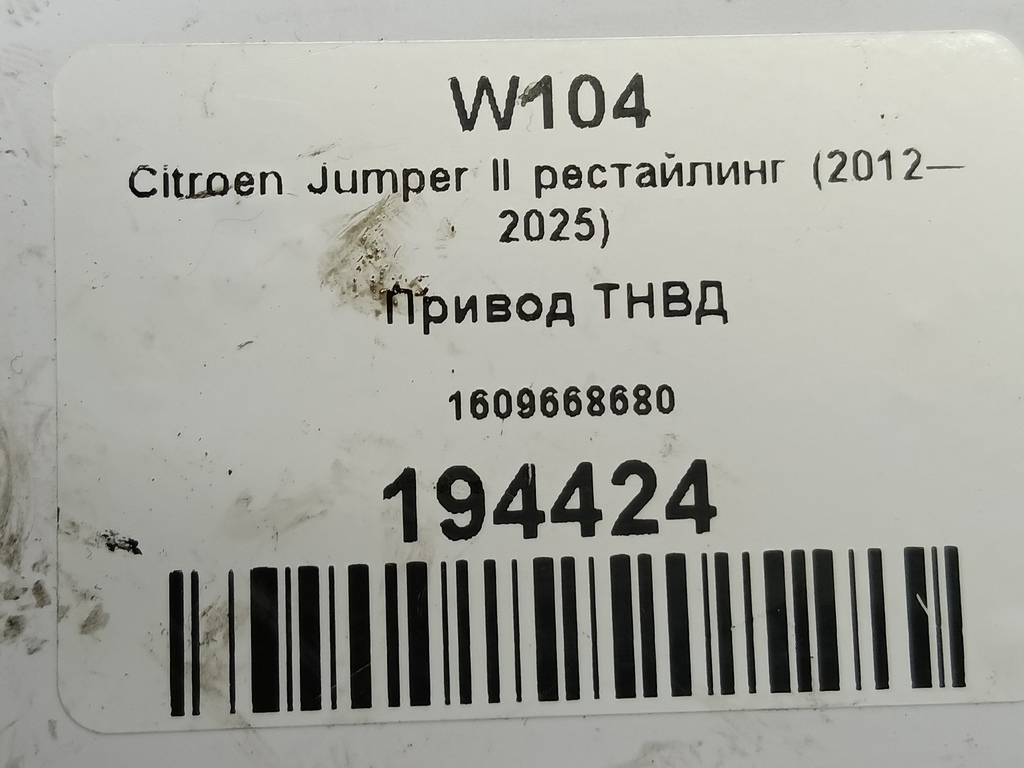 W104
Citroen Jumper II рестайлинг (2012—
2025)
Привод ТНВД
1609668680
194424